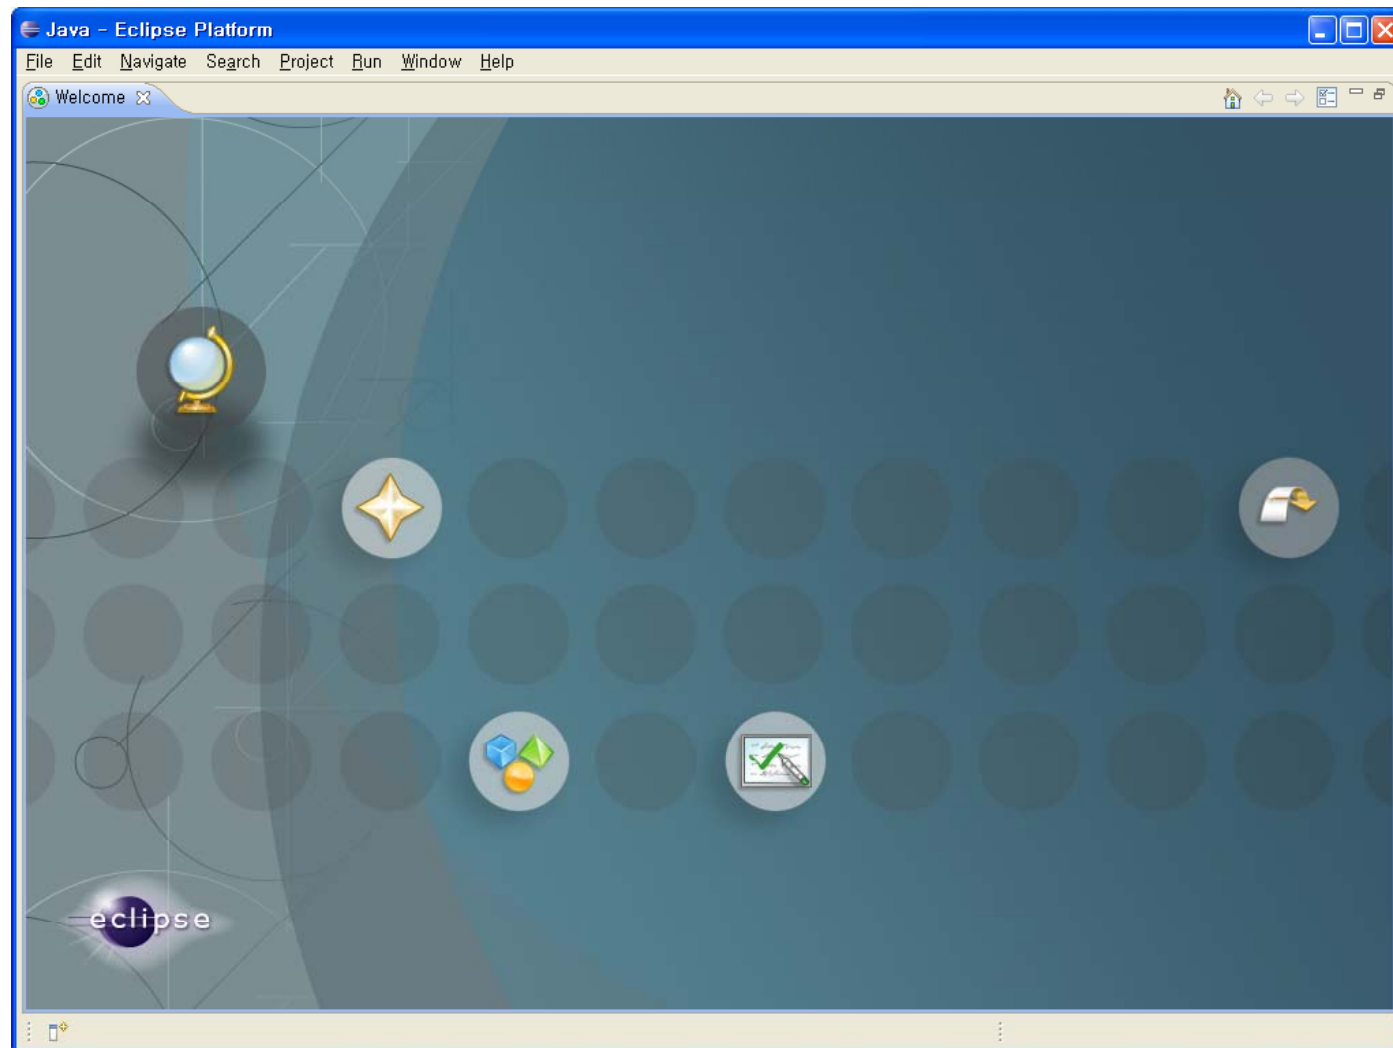 Java - Eclipse Platform
File Edit Navigate Search Project Run Window Help
Welcome
eclipse